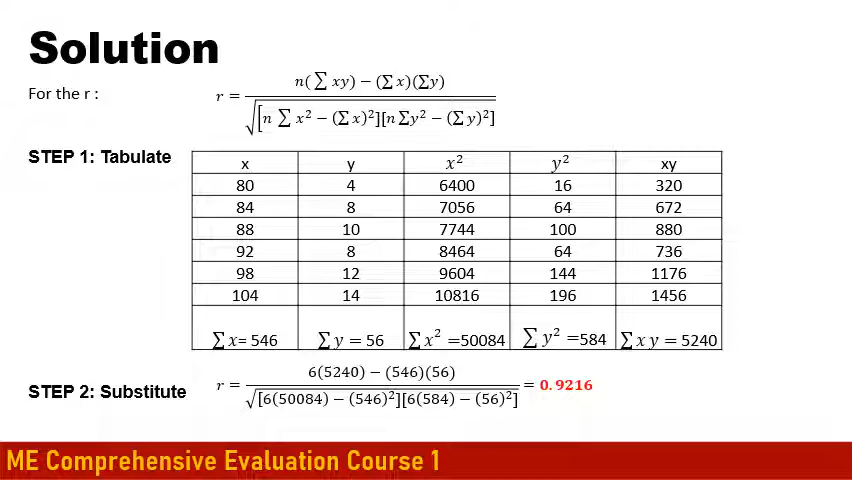 Solution
For the r :
r = n(∑ xy) − (∑ x)(∑y) / √[n ∑ x² − (∑ x)²][n ∑y² − (∑ y)²]
STEP 1: Tabulate
x y x² y² xy
80 4 6400 16 320
84 8 7056 64 672
88 10 7744 100 880
92 8 8464 64 736
98 12 9604 144 1176
104 14 10816 196 1456
∑ x= 546 ∑ y = 56 ∑ x² =50084 ∑ y² =584 ∑ x y = 5240
STEP 2: Substitute
r = 6(5240) − (546)(56) / √[6(50084) − (546)²][6(584) − (56)²] = 0.9216
ME Comprehensive Evaluation Course 1